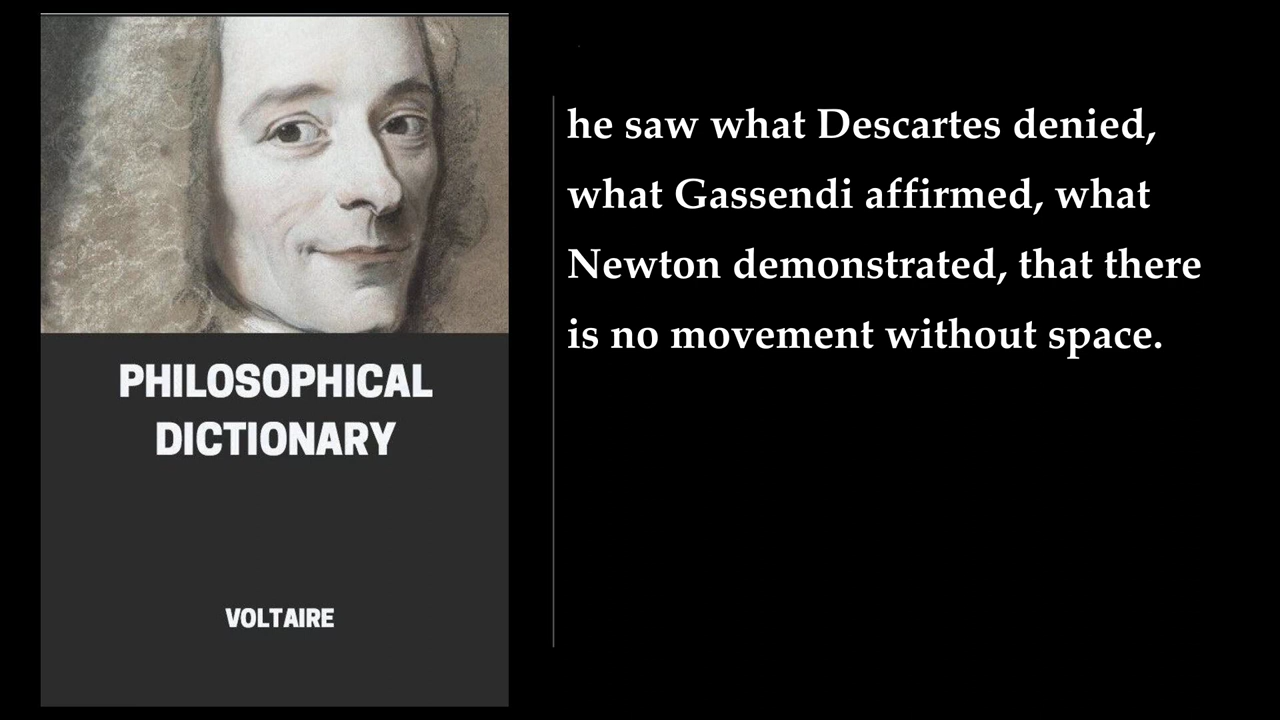 PHILOSOPHICAL
DICTIONARY
VOLTAIRE
he saw what Descartes denied,
what Gassendi affirmed, what
Newton demonstrated, that there
is no movement without space.